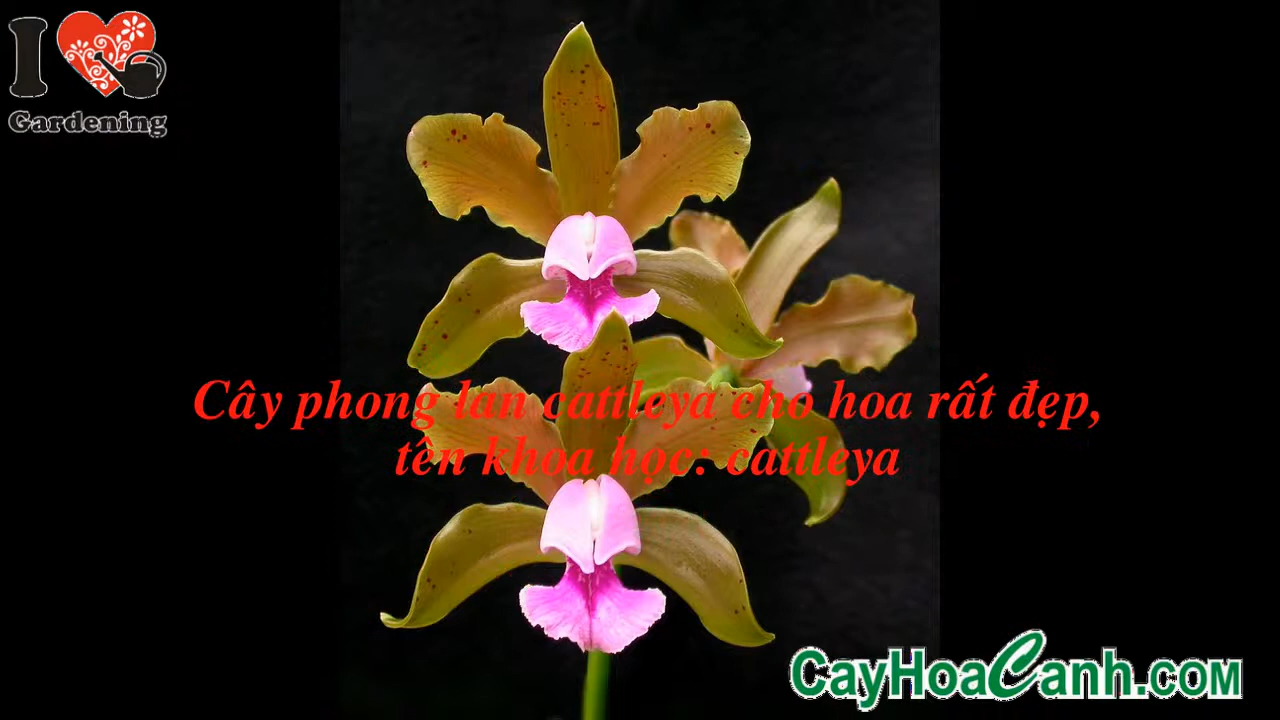 I
Gardening
Cây phong lan cattleya cho hoa rất đẹp,
tên khoa học: cattleya
CayHoaCanh.com